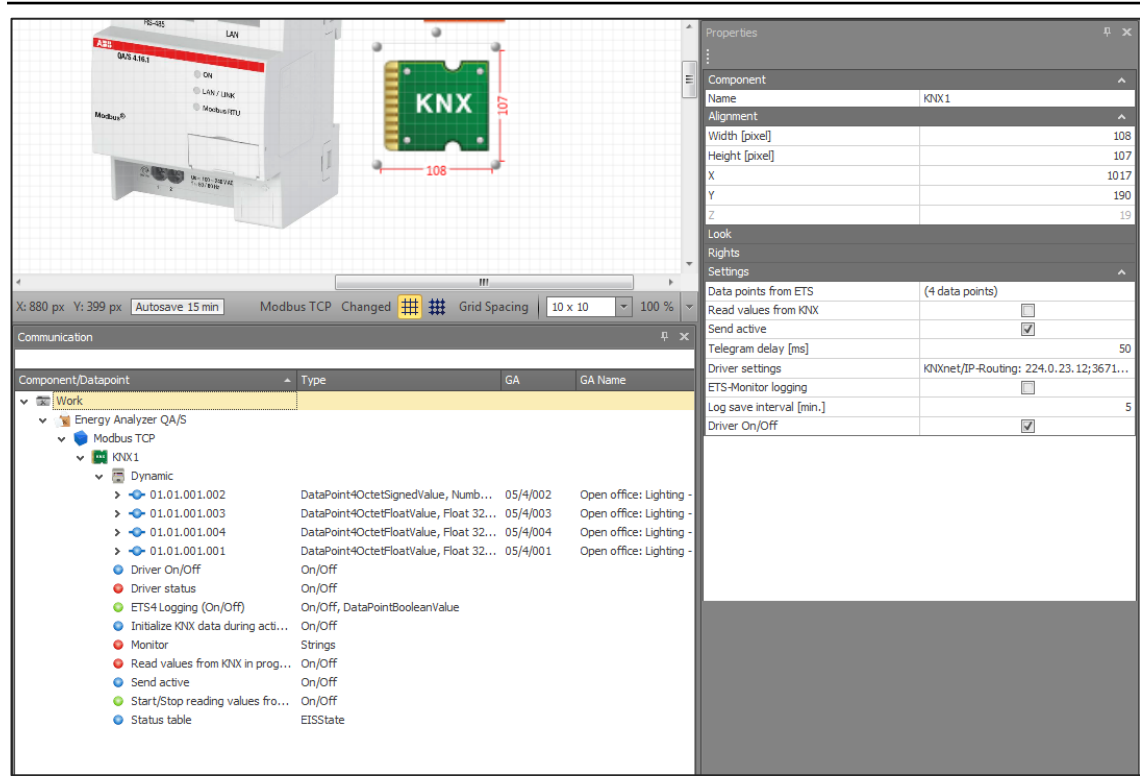 RS-485
LAN
ABB
QA/S 4.16.1
ON
LAN / LINK
Modbus RTU
Modbus®
1 2
KNX
107
108
X: 880 px Y: 399 px Autosave 15 min Modbus TCP Changed Grid Spacing 10 x 10 100 %
Communication
Component/Datapoint Type GA GA Name
Work
Energy Analyzer QA/S
Modbus TCP
KNX1
Dynamic
01.01.001.002 DataPoint4OctetSignedValue, Numb... 05/4/002 Open office: Lighting -
01.01.001.003 DataPoint4OctetFloatValue, Float 32... 05/4/003 Open office: Lighting -
01.01.001.004 DataPoint4OctetFloatValue, Float 32... 05/4/004 Open office: Lighting -
01.01.001.001 DataPoint4OctetFloatValue, Float 32... 05/4/001 Open office: Lighting -
Driver On/Off On/Off
Driver status On/Off
ETS4 Logging (On/Off) On/Off, DataPointBooleanValue
Initialize KNX data during acti... On/Off
Monitor Strings
Read values from KNX in prog... On/Off
Send active On/Off
Start/Stop reading values fro... On/Off
Status table EISState
Properties
Component
Name KNX1
Alignment
Width [pixel] 108
Height [pixel] 107
X 1017
Y 190
Z 19
Look
Rights
Settings
Data points from ETS (4 data points)
Read values from KNX
Send active
Telegram delay [ms] 50
Driver settings KNXnet/IP-Routing: 224.0.23.12;3671...
ETS-Monitor logging
Log save interval [min.] 5
Driver On/Off